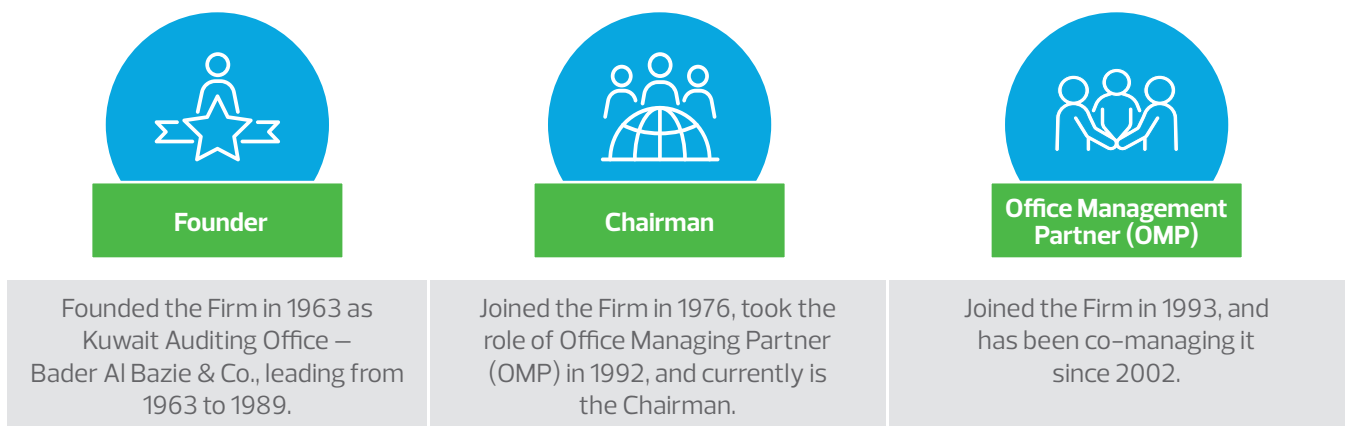 Founder
Founded the Firm in 1963 as
Kuwait Auditing Office –
Bader Al Bazie & Co., leading from
1963 to 1989.
Chairman
Joined the Firm in 1976, took the
role of Office Managing Partner
(OMP) in 1992, and currently is
the Chairman.
Office Management
Partner (OMP)
Joined the Firm in 1993, and
has been co-managing it
since 2002.